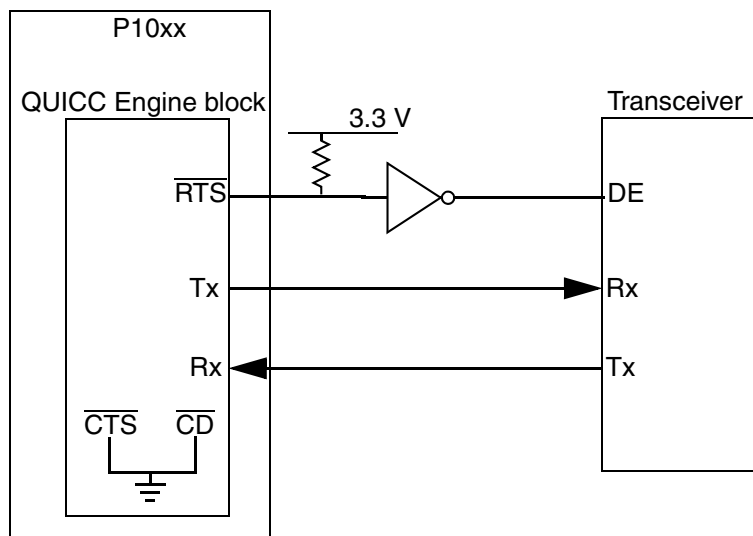 P10xx
QUICC Engine block
Transceiver
3.3 V
RTS
DE
Tx
Rx
Rx
Tx
CTS
CD